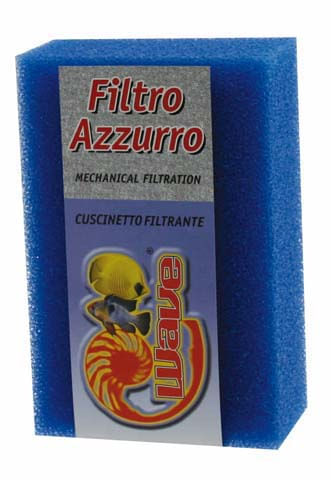 Filtro
Azzurro
MECHANICAL FILTRATION
CUSCINETTO FILTRANTE
Wave®